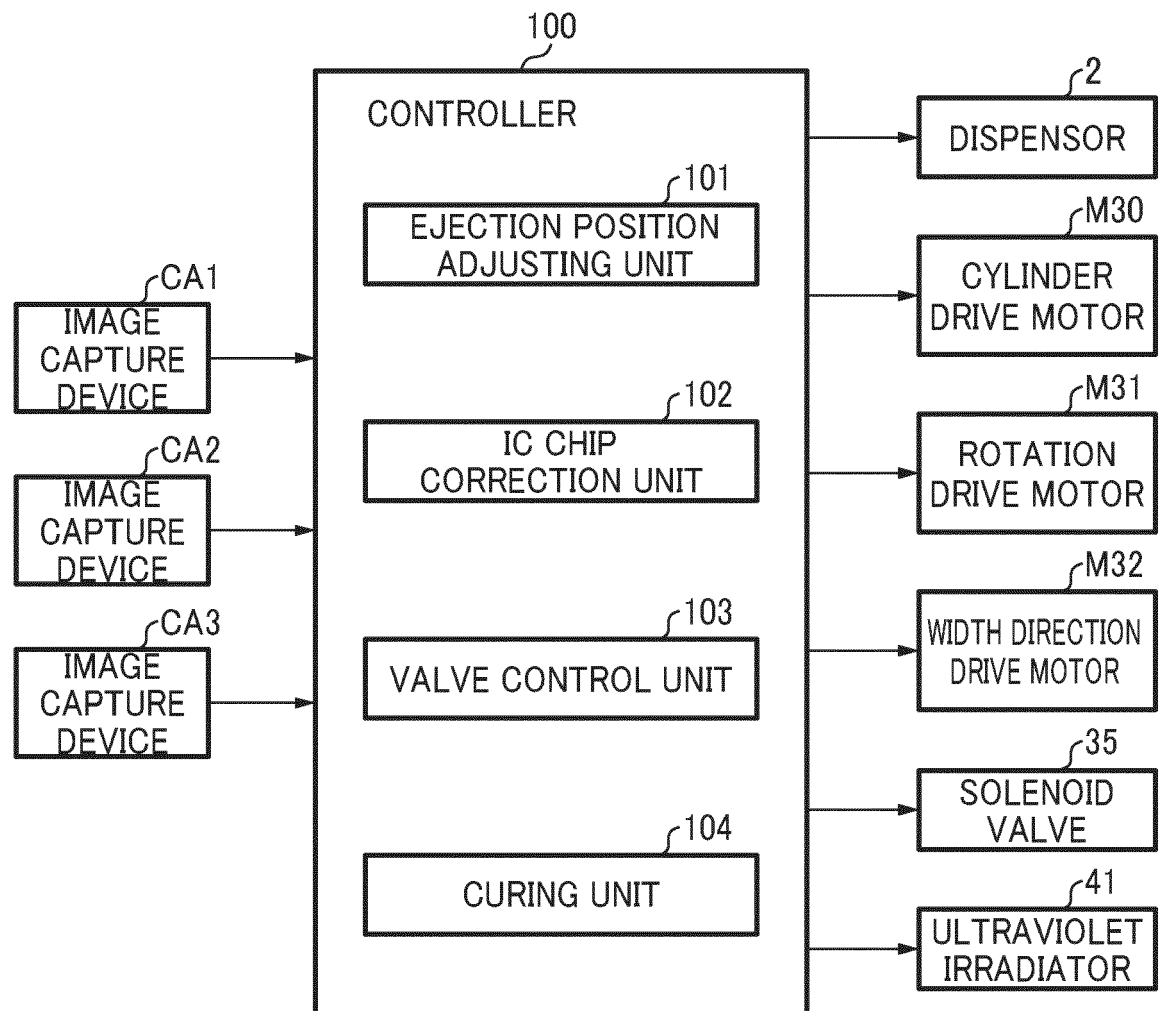 100
CONTROLLER
101
EJECTION POSITION
ADJUSTING UNIT
102
IC CHIP
CORRECTION UNIT
103
VALVE CONTROL UNIT
104
CURING UNIT
CA1
IMAGE
CAPTURE
DEVICE
CA2
IMAGE
CAPTURE
DEVICE
CA3
IMAGE
CAPTURE
DEVICE
2
DISPENSOR
M30
CYLINDER
DRIVE MOTOR
M31
ROTATION
DRIVE MOTOR
M32
WIDTH DIRECTION
DRIVE MOTOR
35
SOLENOID
VALVE
41
ULTRAVIOLET
IRRADIATOR